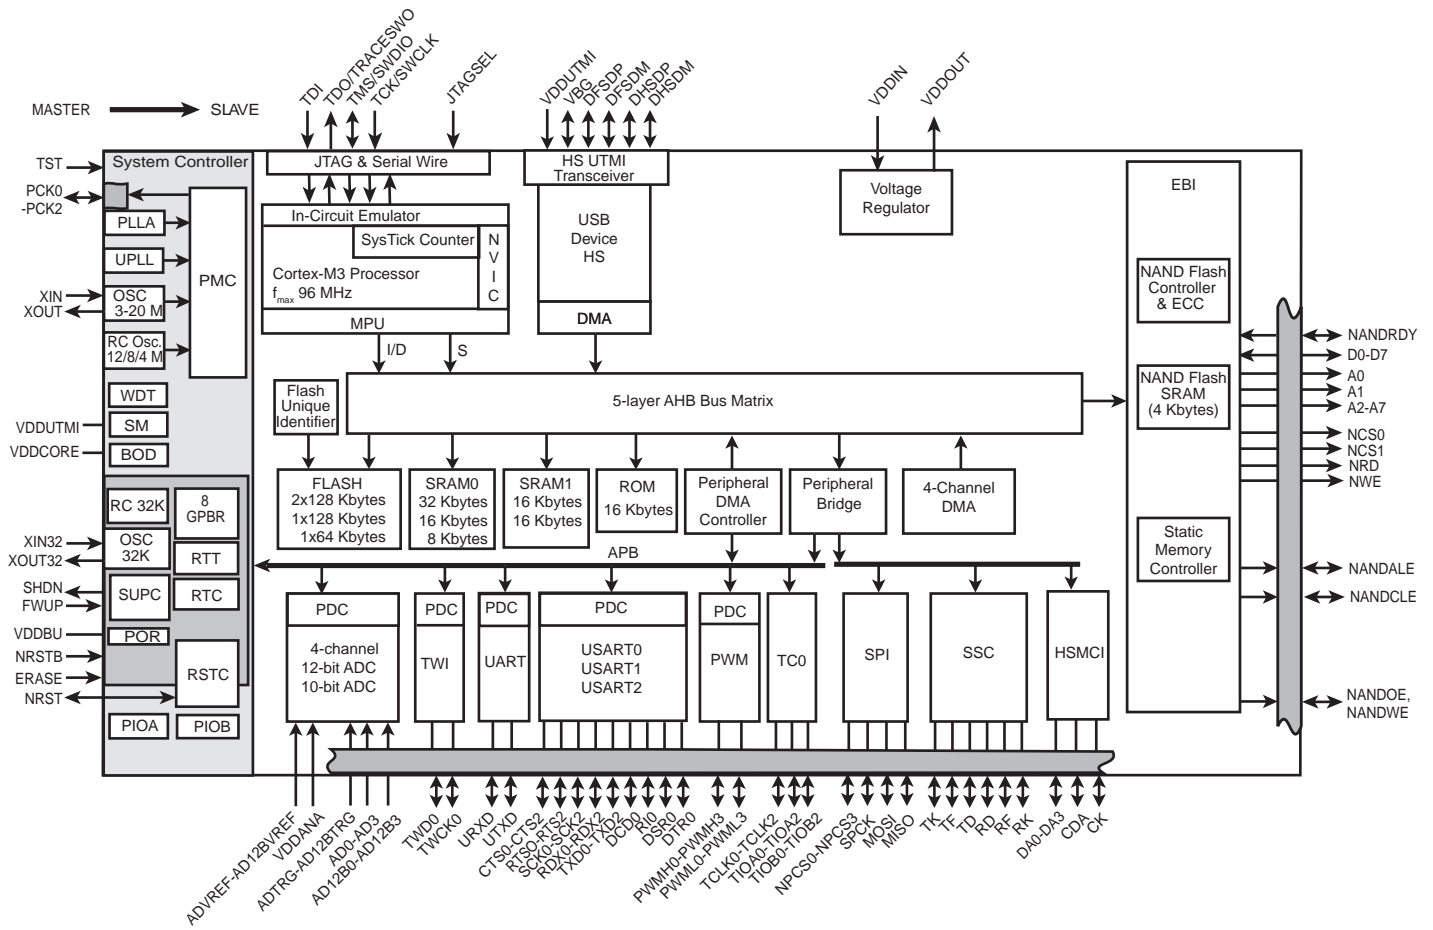 TDI
TDO/TRACESWO
TMS/SWDIO
TCK/SWCLK
JTAGSEL
VDDUTMI
VBG
DFSDP
DFSDM
DHSDP
DHSDM
VDDIN
VDDOUT
MASTER
SLAVE
TST
PCK0
-PCK2
XIN
XOUT
VDDUTMI
VDDCORE
XIN32
XOUT32
SHDN
FWUP
VDDBU
NRSTB
ERASE
NRST
System Controller
PLLA
UPLL
OSC
3-20 M
RC Osc.
12/8/4 M
PMC
WDT
SM
BOD
RC 32K
8
GPBR
OSC
32K
RTT
SUPC
RTC
POR
RSTC
PIOA
PIOB
JTAG & Serial Wire
In-Circuit Emulator
SysTick Counter
N
V
I
C
Cortex-M3 Processor
fmax 96 MHz
MPU
I/D
S
HS UTMI
Transceiver
USB
Device
HS
DMA
Voltage
Regulator
EBI
NAND Flash
Controller
& ECC
NAND Flash
SRAM
(4 Kbytes)
Static
Memory
Controller
NANDRDY
D0-D7
A0
A1
A2-A7
NCS0
NCS1
NRD
NWE
NANDALE
NANDCLE
NANDOE,
NANDWE
Flash
Unique
Identifier
5-layer AHB Bus Matrix
FLASH
2x128 Kbytes
1x128 Kbytes
1x64 Kbytes
SRAM0
32 Kbytes
16 Kbytes
8 Kbytes
SRAM1
16 Kbytes
16 Kbytes
ROM
16 Kbytes
Peripheral
DMA
Controller
Peripheral
Bridge
4-Channel
DMA
APB
PDC
4-channel
12-bit ADC
10-bit ADC
PDC
TWI
PDC
UART
PDC
USART0
USART1
USART2
PDC
PWM
TC0
SPI
SSC
HSMCI
ADVREF-AD12BVREF
VDDANA
ADTRG-AD12BTRG
AD0-AD3
AD12B0-AD12B3
TWD0
TWCK0
URXD
UTXD
CTS0-CTS2
RTS0-RTS2
SCK0-SCK2
RDX0-RDX2
TXD0-TXD2
DCD0
RI0
DSR0
DTR0
PWMH0-PWMH3
PWML0-PWML3
TCLK0-TCLK2
TIOA0-TIOA2
TIOB0-TIOB2
NPCS0-NPCS3
SPCK
MOSI
MISO
TK
TF
TD
RD
RF
RK
DA0-DA3
CDA
CK